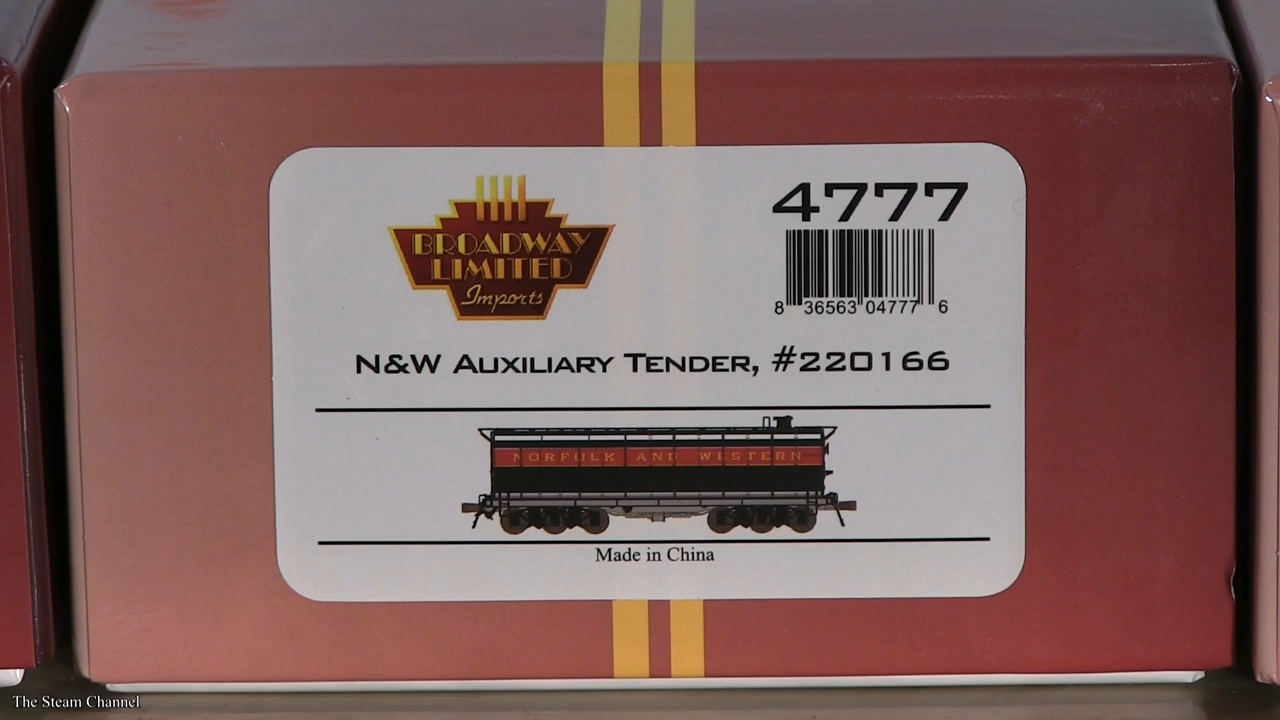 BROADWAY
LIMITED
Imports
4777
8 36563 04777 6
N&W AUXILIARY TENDER, #220166
NORFOLK AND WESTERN
Made in China
The Steam Channel